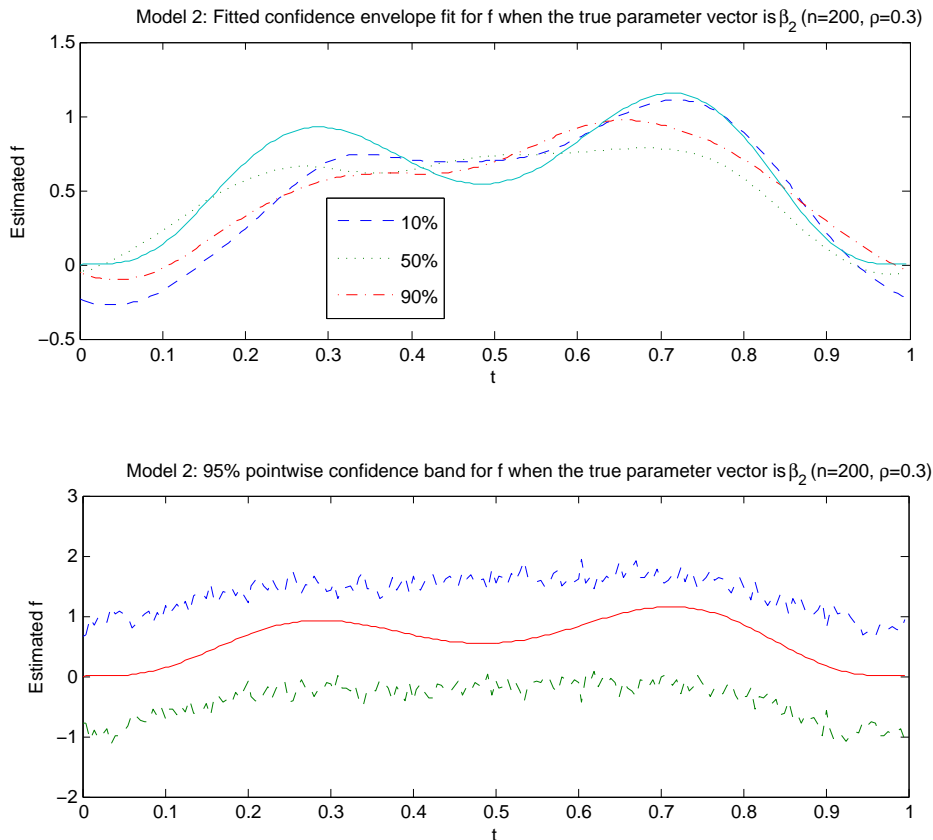 Model 2: Fitted confidence envelope fit for f when the true parameter vector is β₂ (n=200, ρ=0.3)
1.5
1
0.5
0
−0.5
Estimated f
10%
50%
90%
0 0.1 0.2 0.3 0.4 0.5 0.6 0.7 0.8 0.9 1
t
Model 2: 95% pointwise confidence band for f when the true parameter vector is β₂ (n=200, ρ=0.3)
3
2
1
0
−1
−2
Estimated f
0 0.1 0.2 0.3 0.4 0.5 0.6 0.7 0.8 0.9 1
t